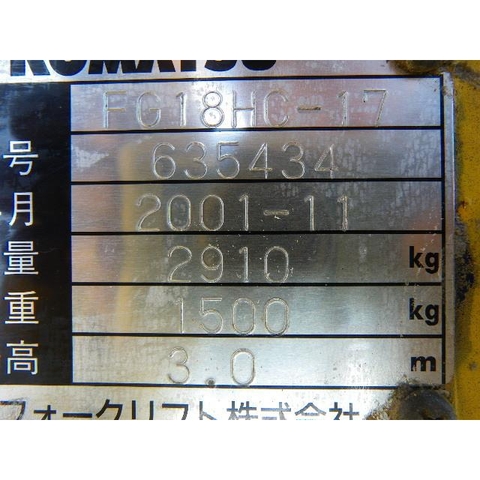 KOMATSU
FG18HC-17
号 635434
月 2001-11
量 2910 kg
重 1500 kg
高 3.0 m
フォークリフト株式会社